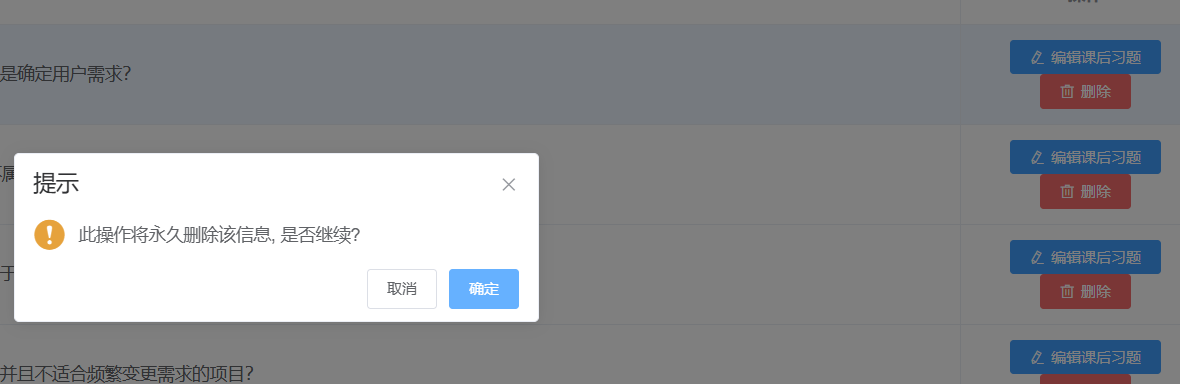 是确定用户需求?
编辑课后习题
删除
编辑课后习题
删除
提示
此操作将永久删除该信息, 是否继续?
取消 确定
于
编辑课后习题
删除
并且不适合频繁变更需求的项目?
编辑课后习题